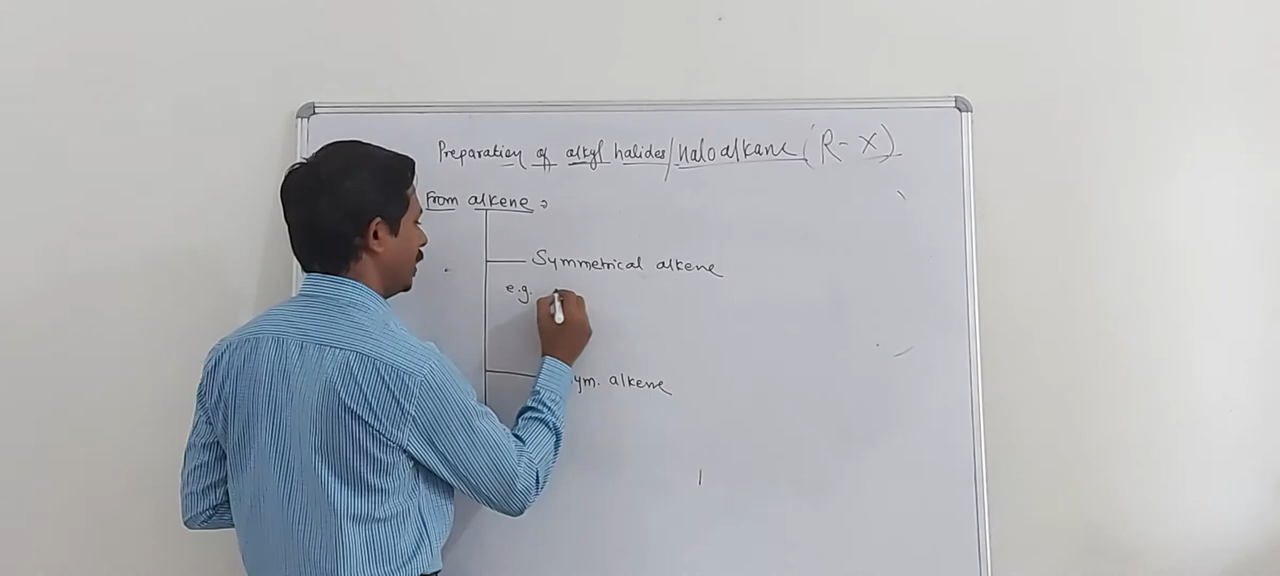 Preparation of alkyl halides/Haloalkane (R-X)
From alkene :
Symmetrical alkene
e.g.
ym. alkene